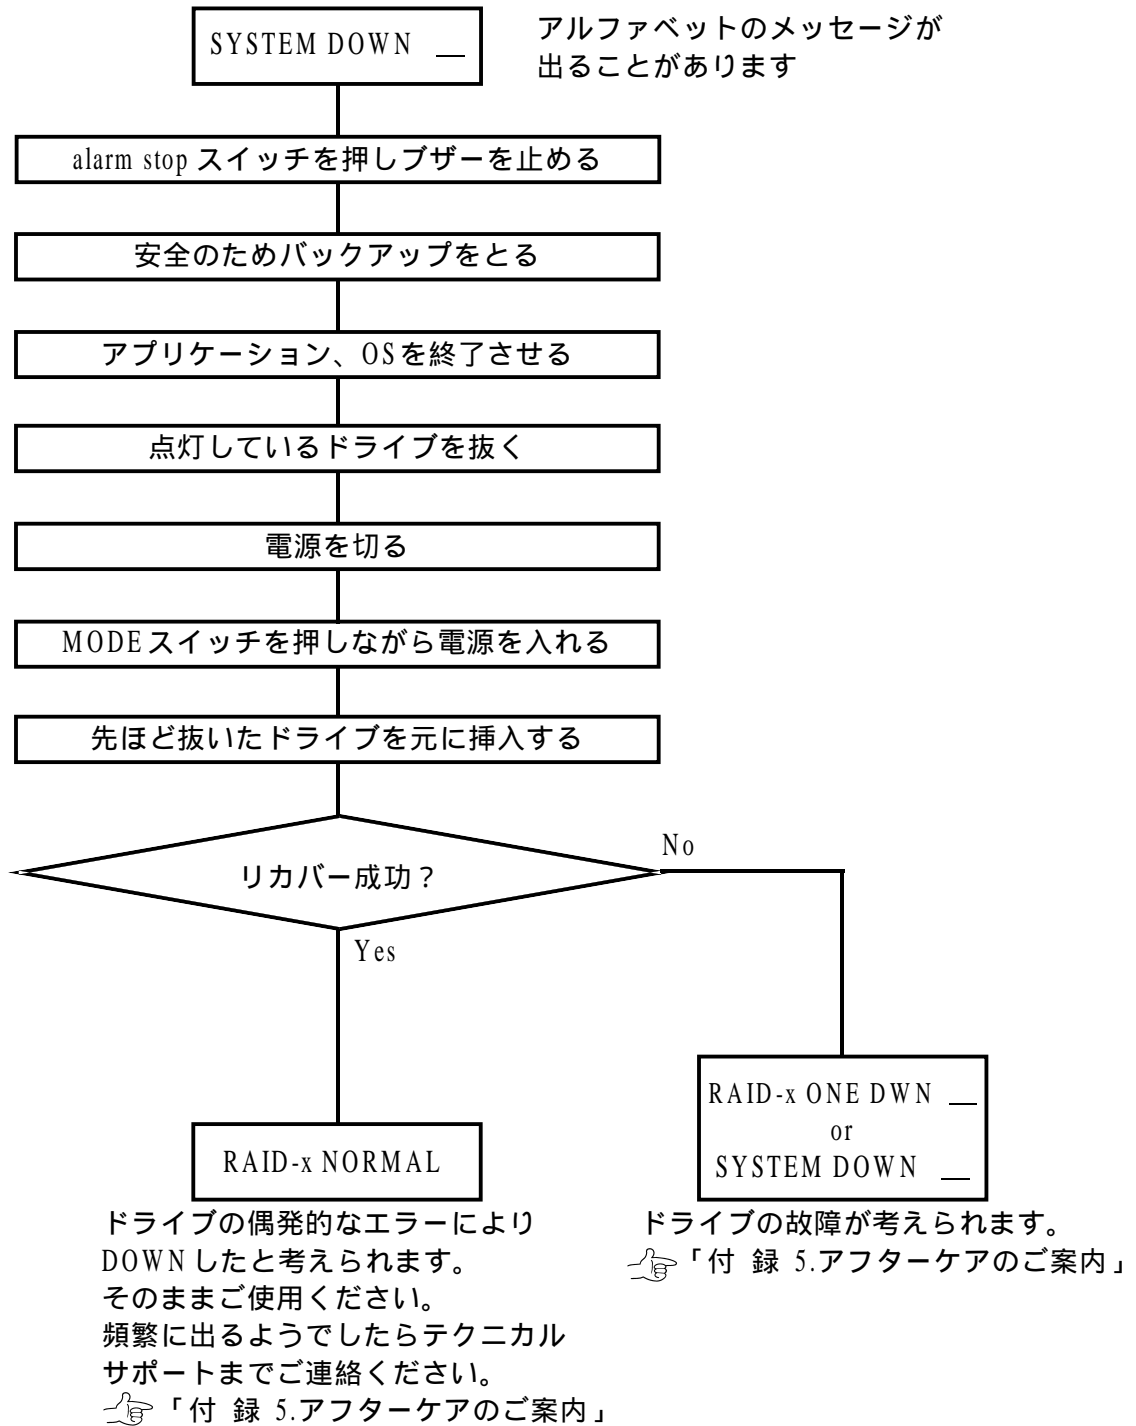 SYSTEM DOWN __
アルファベットのメッセージが
出ることがあります
alarm stop スイッチを押しブザーを止める
安全のためバックアップをとる
アプリケーション、OSを終了させる
点灯しているドライブを抜く
電源を切る
MODEスイッチを押しながら電源を入れる
先ほど抜いたドライブを元に挿入する
リカバー成功？
No
Yes
RAID-x ONE DWN __
or
SYSTEM DOWN __
RAID-x NORMAL
ドライブの偶発的なエラーにより
DOWNしたと考えられます。
そのままご使用ください。
頻繁に出るようでしたらテクニカル
サポートまでご連絡ください。
「付 録 5.アフターケアのご案内」
ドライブの故障が考えられます。
「付 録 5.アフターケアのご案内」